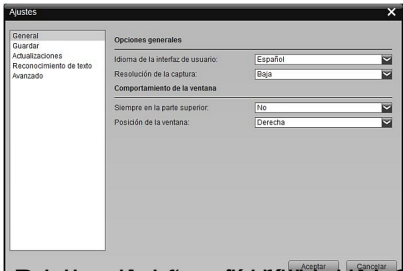 Ajustes
General
Guardar
Actualizaciones
Reconocimiento de texto
Avanzado
Opciones generales
Idioma de la interfaz de usuario: Español
Resolución de la captura: Baja
Comportamiento de la ventana
Siempre en la parte superior: No
Posición de la ventana: Derecha
Aceptar Cancelar